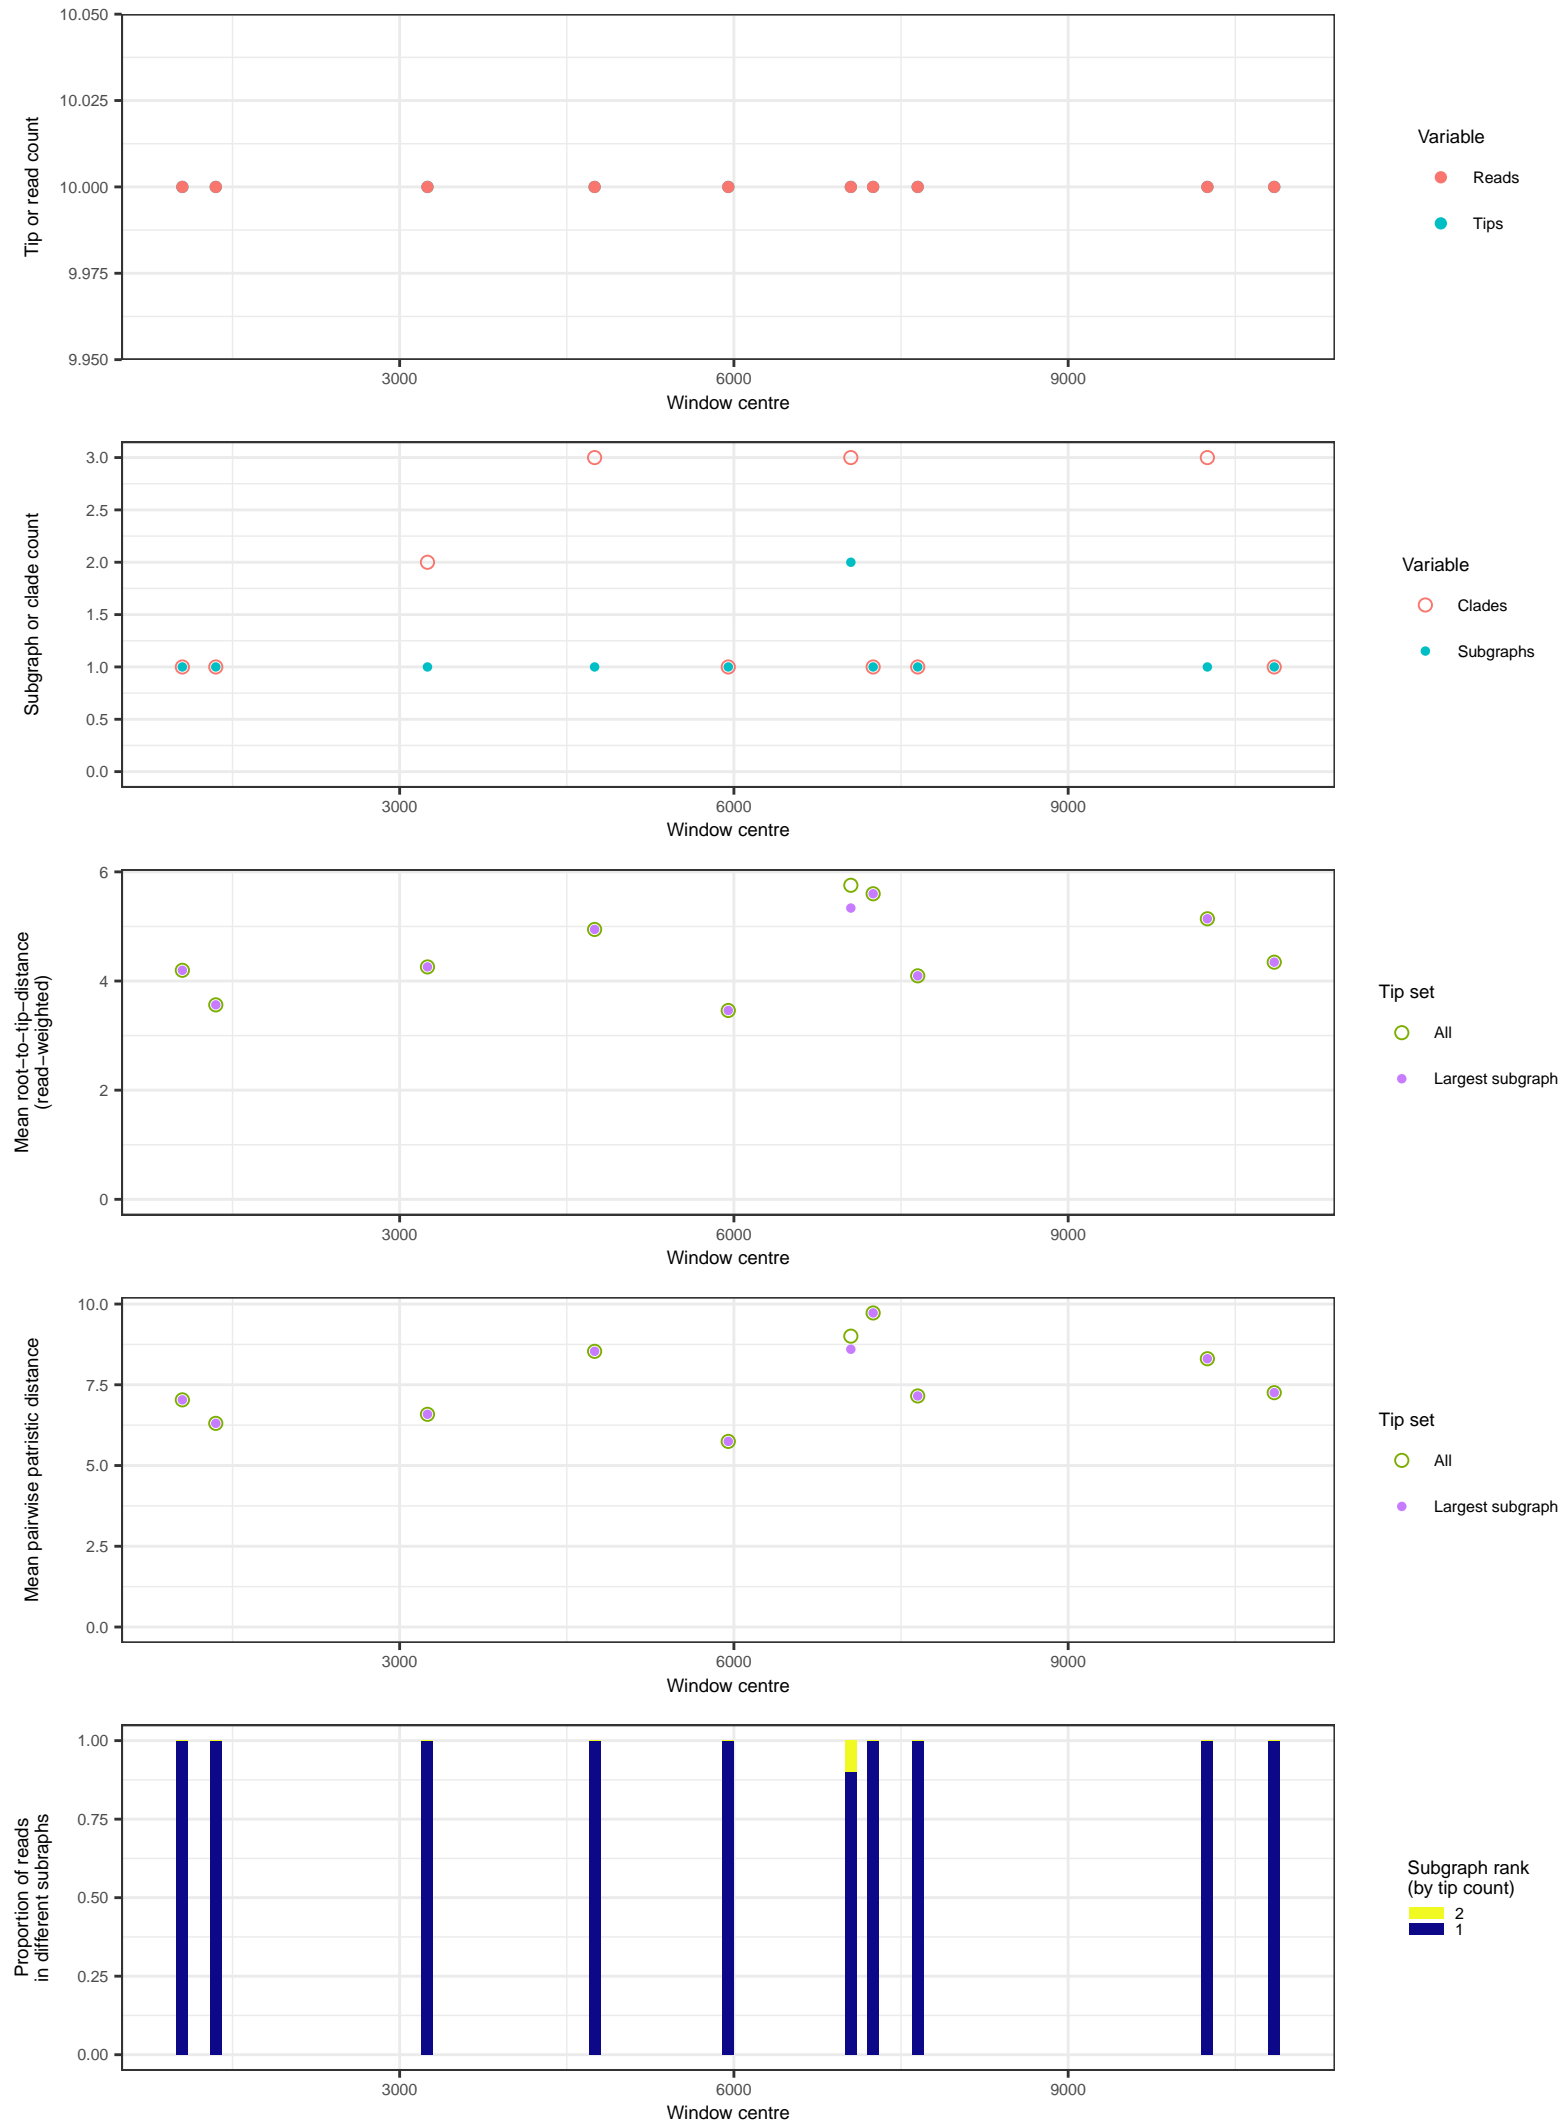 10.050
10.025
10.000
9.975
9.950
Tip or read count
3000
6000
9000
Window centre
Variable
Reads
Tips
3.0
2.5
2.0
1.5
1.0
0.5
0.0
Subgraph or clade count
3000
6000
9000
Window centre
Variable
Clades
Subgraphs
6
4
2
0
Mean root−to−tip−distance
(read−weighted)
3000
6000
9000
Window centre
Tip set
All
Largest subgraph
10.0
7.5
5.0
2.5
0.0
Mean pairwise patristic distance
3000
6000
9000
Window centre
Tip set
All
Largest subgraph
1.00
0.75
0.50
0.25
0.00
Proportion of reads
in different subraphs
3000
6000
9000
Window centre
Subgraph rank
(by tip count)
2
1